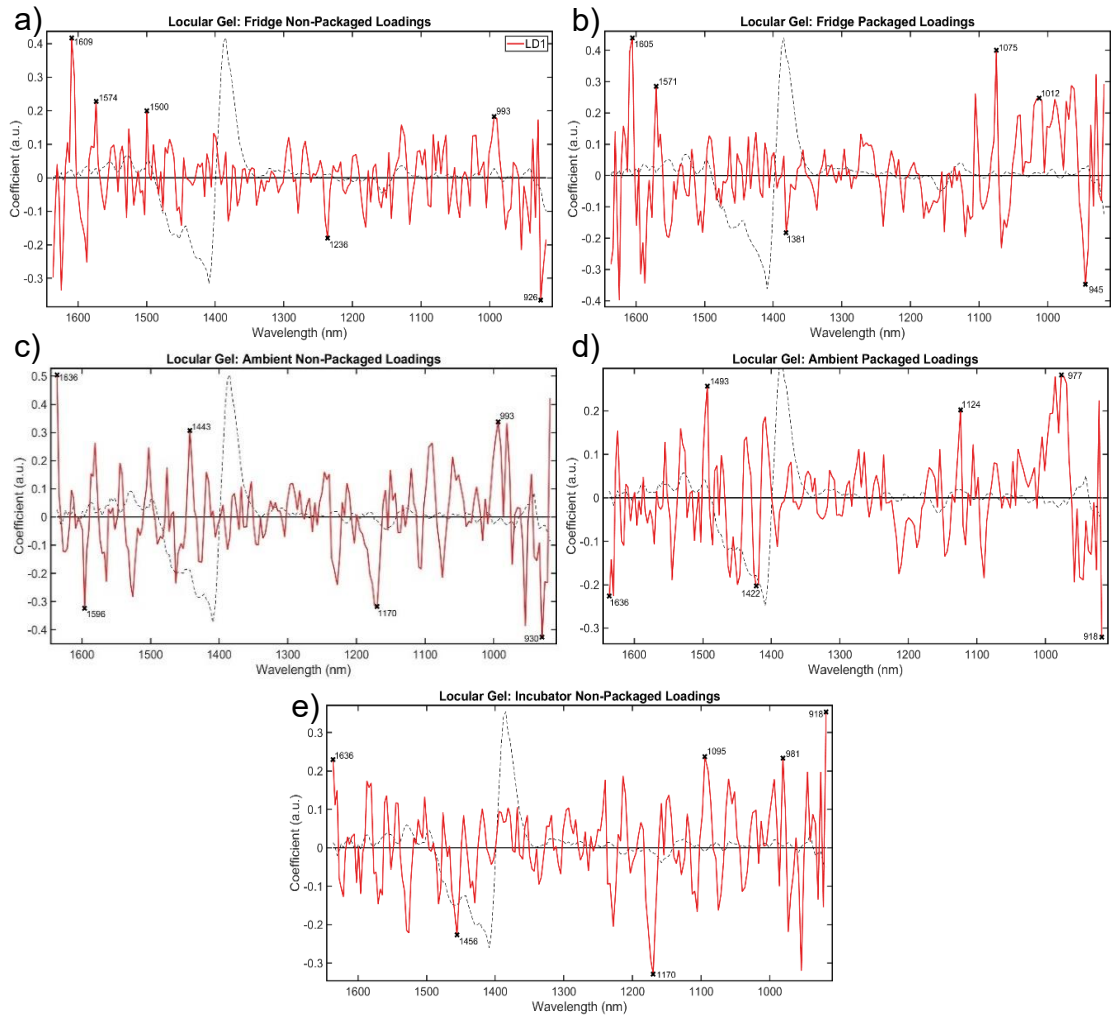 a)
Locular Gel: Fridge Non-Packaged Loadings
Coefficient (a.u.)
0.4
0.3
0.2
0.1
0
-0.1
-0.2
-0.3
1609
1574
1500
1236
993
926
LD1
1600 1500 1400 1300 1200 1100 1000
Wavelength (nm)
b)
Locular Gel: Fridge Packaged Loadings
Coefficient (a.u.)
0.4
0.3
0.2
0.1
0
-0.1
-0.2
-0.3
-0.4
1605
1571
1381
1075
1012
945
1600 1500 1400 1300 1200 1100 1000
Wavelength (nm)
c)
Locular Gel: Ambient Non-Packaged Loadings
Coefficient (a.u.)
0.5
0.4
0.3
0.2
0.1
0
-0.1
-0.2
-0.3
-0.4
1636
1596
1443
1170
993
930
1600 1500 1400 1300 1200 1100 1000
Wavelength (nm)
d)
Locular Gel: Ambient Packaged Loadings
Coefficient (a.u.)
0.2
0.1
0
-0.1
-0.2
-0.3
1636
1493
1422
1124
977
918
1600 1500 1400 1300 1200 1100 1000
Wavelength (nm)
e)
Locular Gel: Incubator Non-Packaged Loadings
Coefficient (a.u.)
0.3
0.2
0.1
0
-0.1
-0.2
-0.3
1636
1456
1170
1095
981
918
1600 1500 1400 1300 1200 1100 1000
Wavelength (nm)